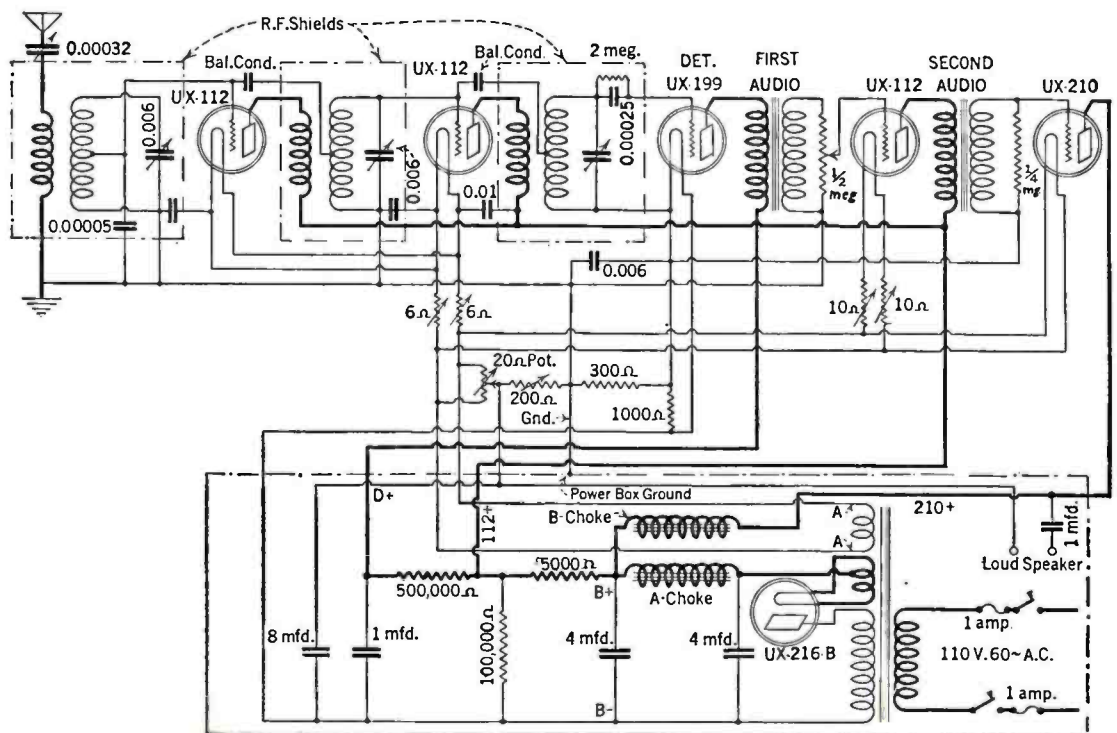 R.F. Shields
0.00032
Bal. Cond.
Bal. Cond.
2 meg.
DET.
UX-199
FIRST
AUDIO
UX-112
SECOND
AUDIO
UX-210
UX-112
UX-112
0.006
0.006
0.00025
½
meg
¼
meg
0.01
0.00005
0.006
6Ω
6Ω
10Ω
10Ω
20Ω Pot.
200Ω
300Ω
Gnd.
1000Ω
D+
112+
Power Box Ground
B-Choke
210+
A
A
1 mfd.
Loud Speaker
5000Ω
500,000Ω
B+
A-Choke
8 mfd.
1 mfd.
100,000Ω
4 mfd.
4 mfd.
UX-216-B
1 amp.
110 V. 60~A.C.
1 amp.
B-